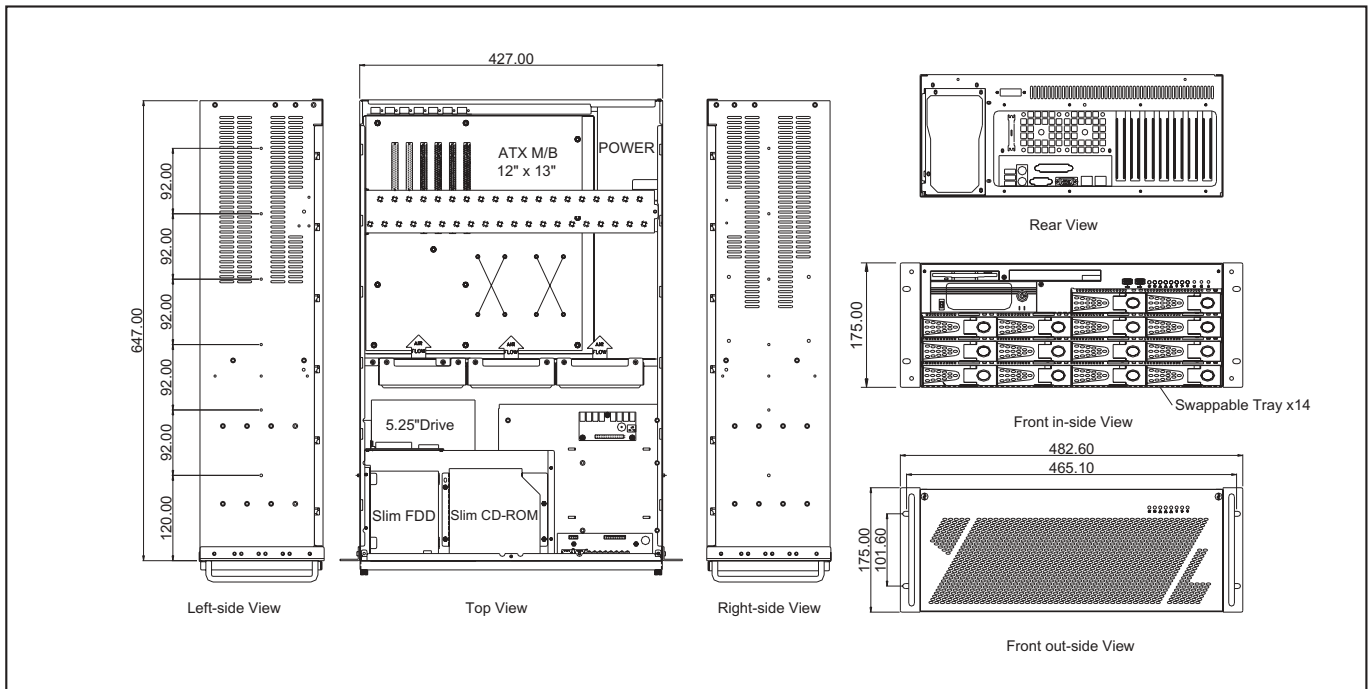 427.00
647.00
92.00
92.00
92.00
92.00
92.00
120.00
ATX M/B
12" x 13"
POWER
AIR
FLOW
AIR
FLOW
AIR
FLOW
5.25"Drive
Slim FDD
Slim CD-ROM
Left-side View
Top View
Right-side View
Rear View
175.00
Swappable Tray x14
Front in-side View
482.60
465.10
175.00
101.60
Front out-side View